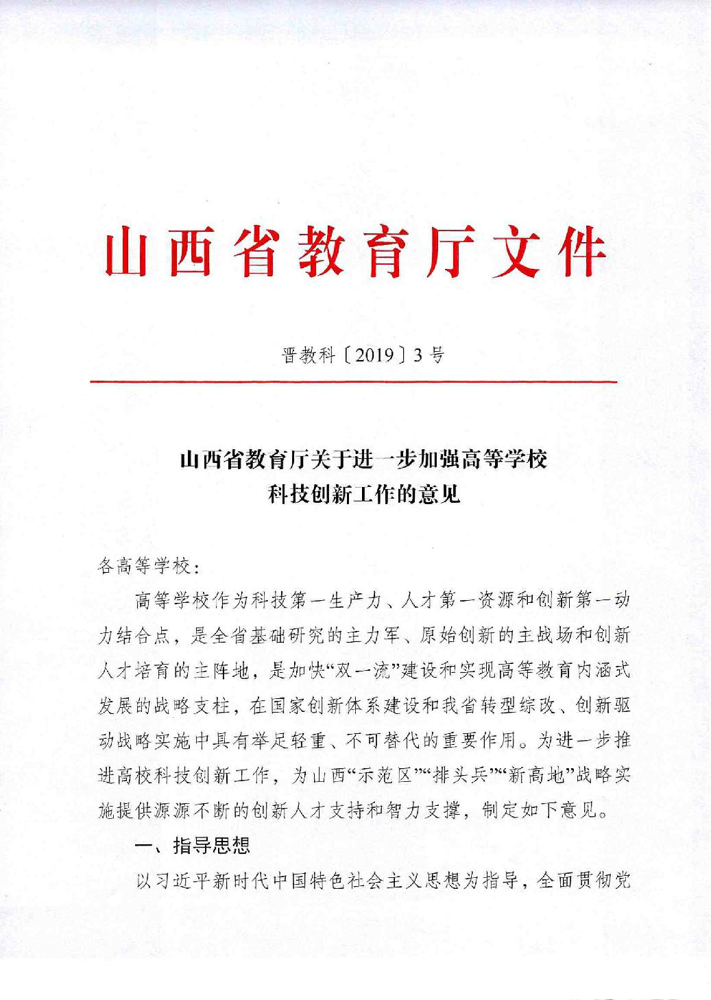 山西省教育厅文件
晋教科〔2019〕3号
山西省教育厅关于进一步加强高等学校
科技创新工作的意见
各高等学校：
高等学校作为科技第一生产力、人才第一资源和创新第一动
力结合点，是全省基础研究的主力军、原始创新的主战场和创新
人才培育的主阵地，是加快“双一流”建设和实现高等教育内涵式
发展的战略支柱，在国家创新体系建设和我省转型综改、创新驱
动战略实施中具有举足轻重、不可替代的重要作用。为进一步推
进高校科技创新工作，为山西“示范区”“排头兵”“新高地”战略实
施提供源源不断的创新人才支持和智力支撑，制定如下意见。
一、指导思想
以习近平新时代中国特色社会主义思想为指导，全面贯彻党